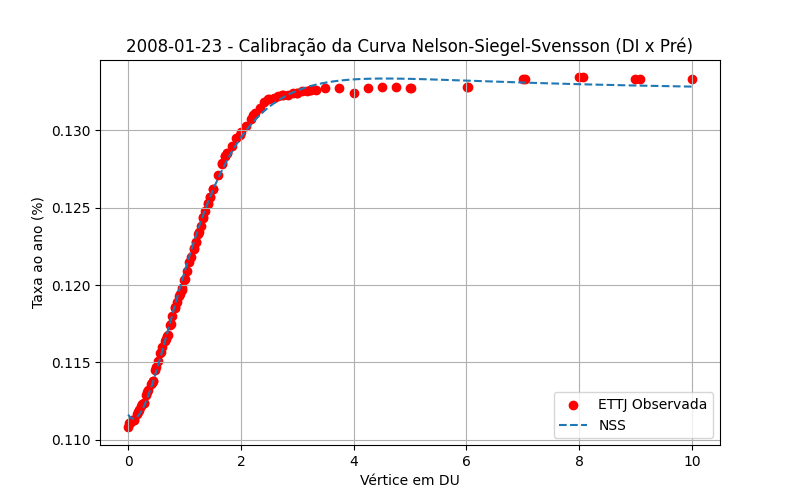 2008-01-23 - Calibração da Curva Nelson-Siegel-Svensson (DI x Pré)
Taxa ao ano (%)
0.130
0.125
0.120
0.115
0.110
0 2 4 6 8 10
Vértice em DU
ETTJ Observada
NSS